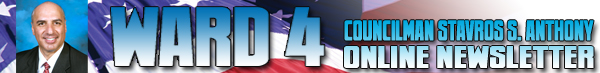 WARD 4
COUNCILMAN STAVROS S. ANTHONY
ONLINE NEWSLETTER